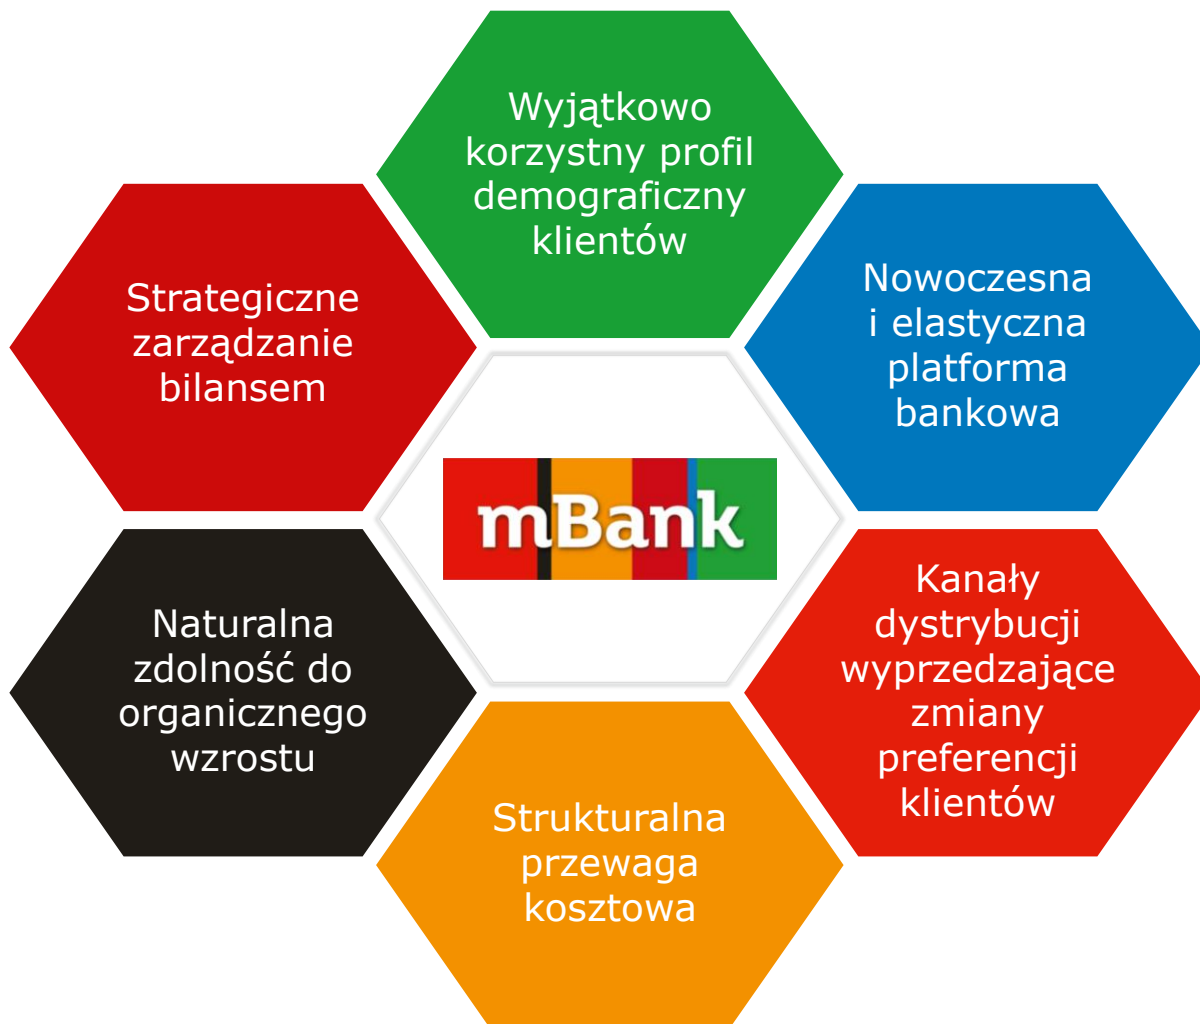 Wyjątkowo
korzystny profil
demograficzny
klientów
Strategiczne
zarządzanie
bilansem
Nowoczesna
i elastyczna
platforma
bankowa
mBank
Naturalna
zdolność do
organicznego
wzrostu
Kanały
dystrybucji
wyprzedzające
zmiany
preferencji
klientów
Strukturalna
przewaga
kosztowa